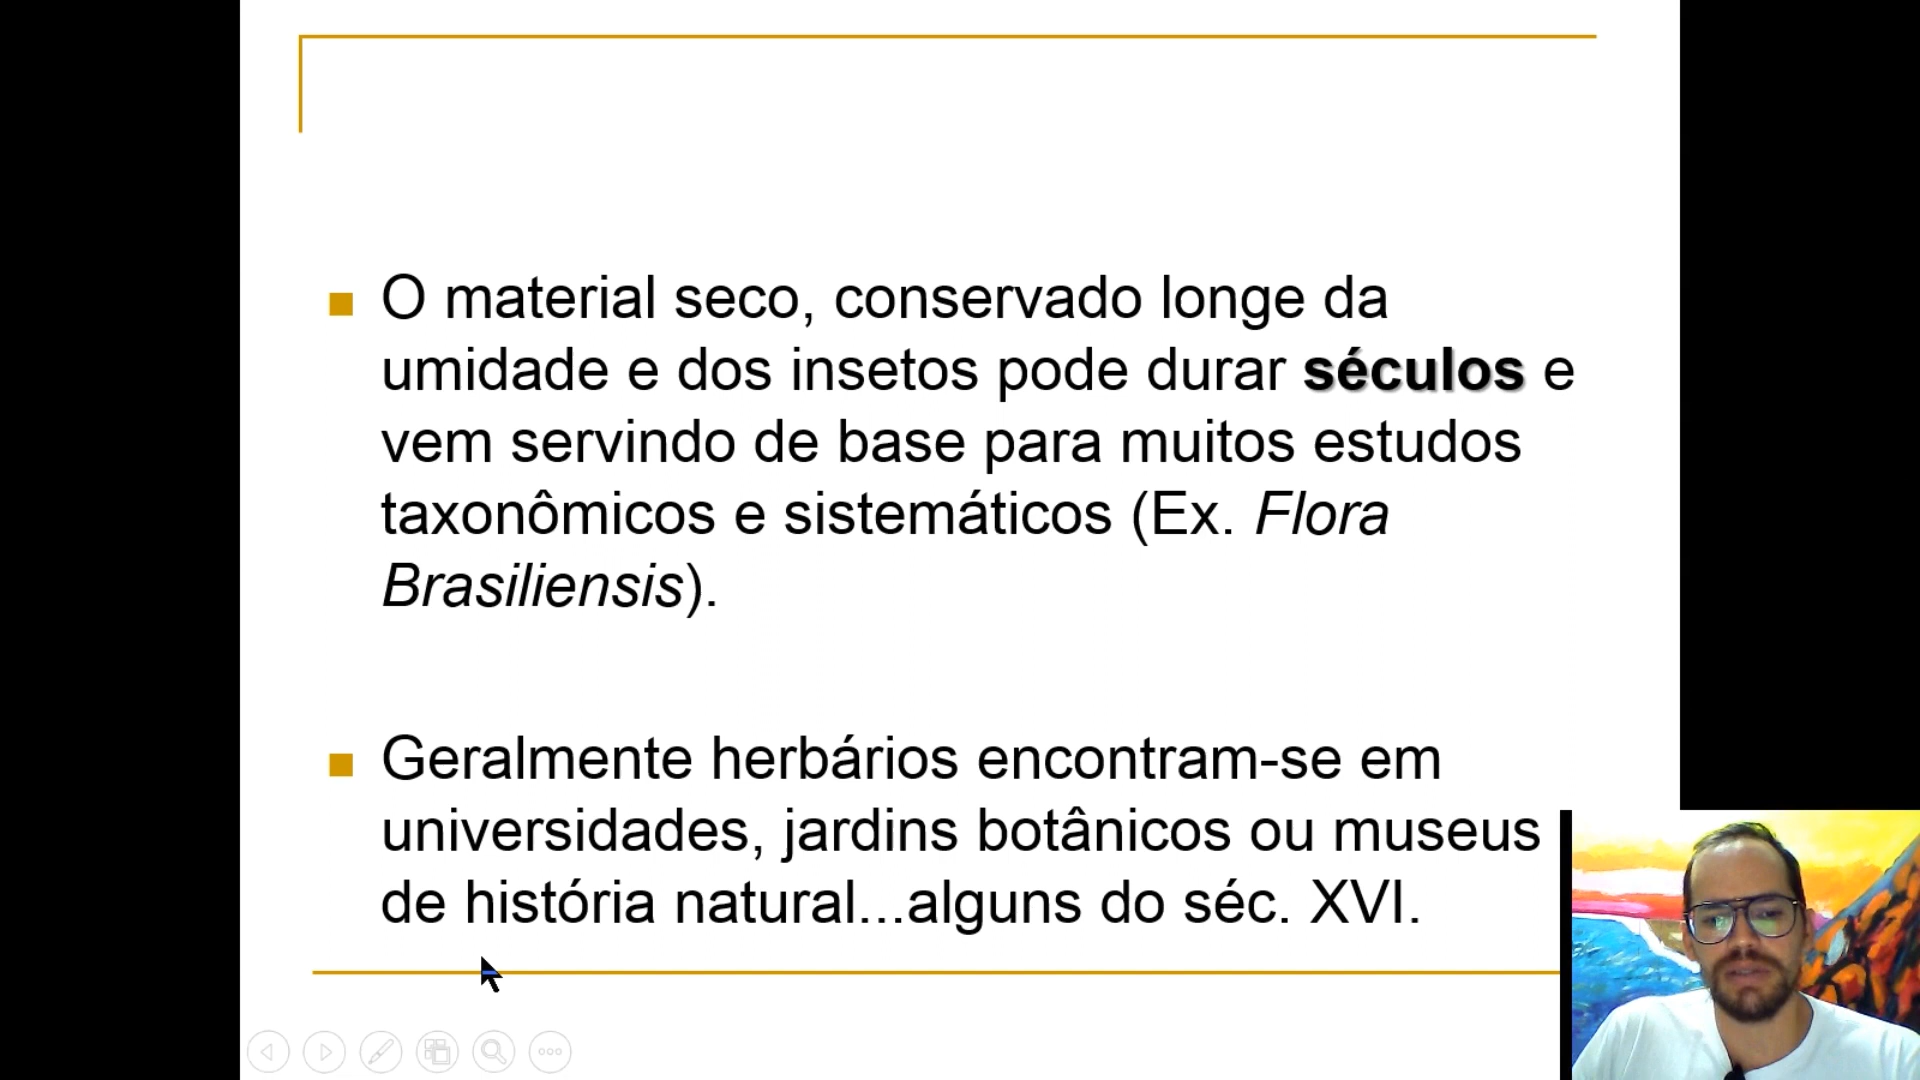 O material seco, conservado longe da
umidade e dos insetos pode durar séculos e
vem servindo de base para muitos estudos
taxonômicos e sistemáticos (Ex. Flora
Brasiliensis).
Geralmente herbários encontram-se em
universidades, jardins botânicos ou museus
de história natural...alguns do séc. XVI.